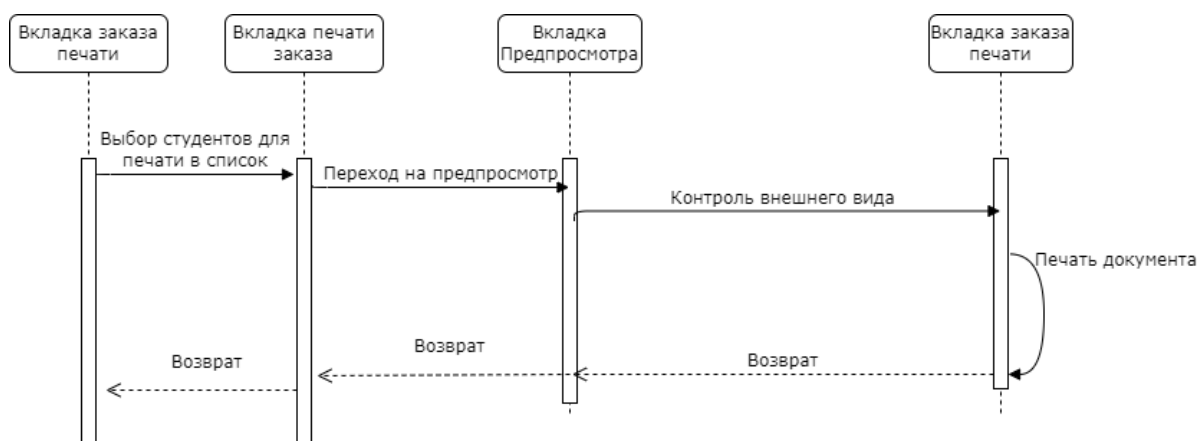 Вкладка заказа
печати
Вкладка печати
заказа
Вкладка
Предпросмотра
Вкладка заказа
печати
Выбор студентов для
печати в список
Переход на предпросмотр
Контроль внешнего вида
Печать документа
Возврат
Возврат
Возврат